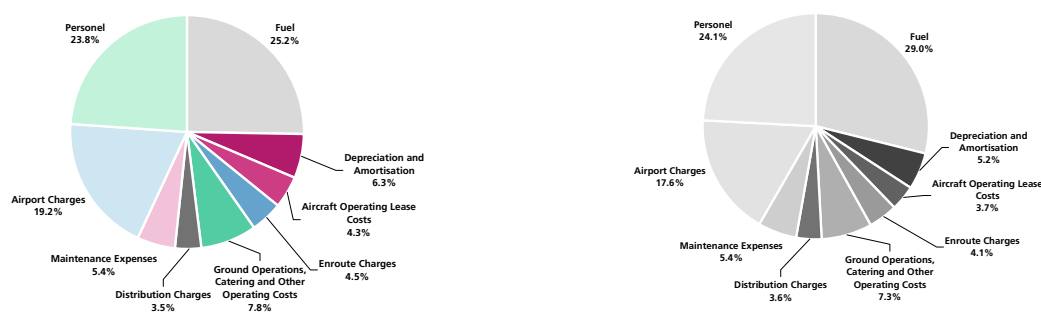 Personel
23.8%
Fuel
25.2%
Depreciation and
Amortisation
6.3%
Aircraft Operating Lease
Costs
4.3%
Enroute Charges
4.5%
Ground Operations,
Catering and Other
Operating Costs
7.8%
Distribution Charges
3.5%
Maintenance Expenses
5.4%
Airport Charges
19.2%
Personel
24.1%
Fuel
29.0%
Depreciation and
Amortisation
5.2%
Aircraft Operating Lease
Costs
3.7%
Enroute Charges
4.1%
Ground Operations,
Catering and Other
Operating Costs
7.3%
Distribution Charges
3.6%
Maintenance Expenses
5.4%
Airport Charges
17.6%